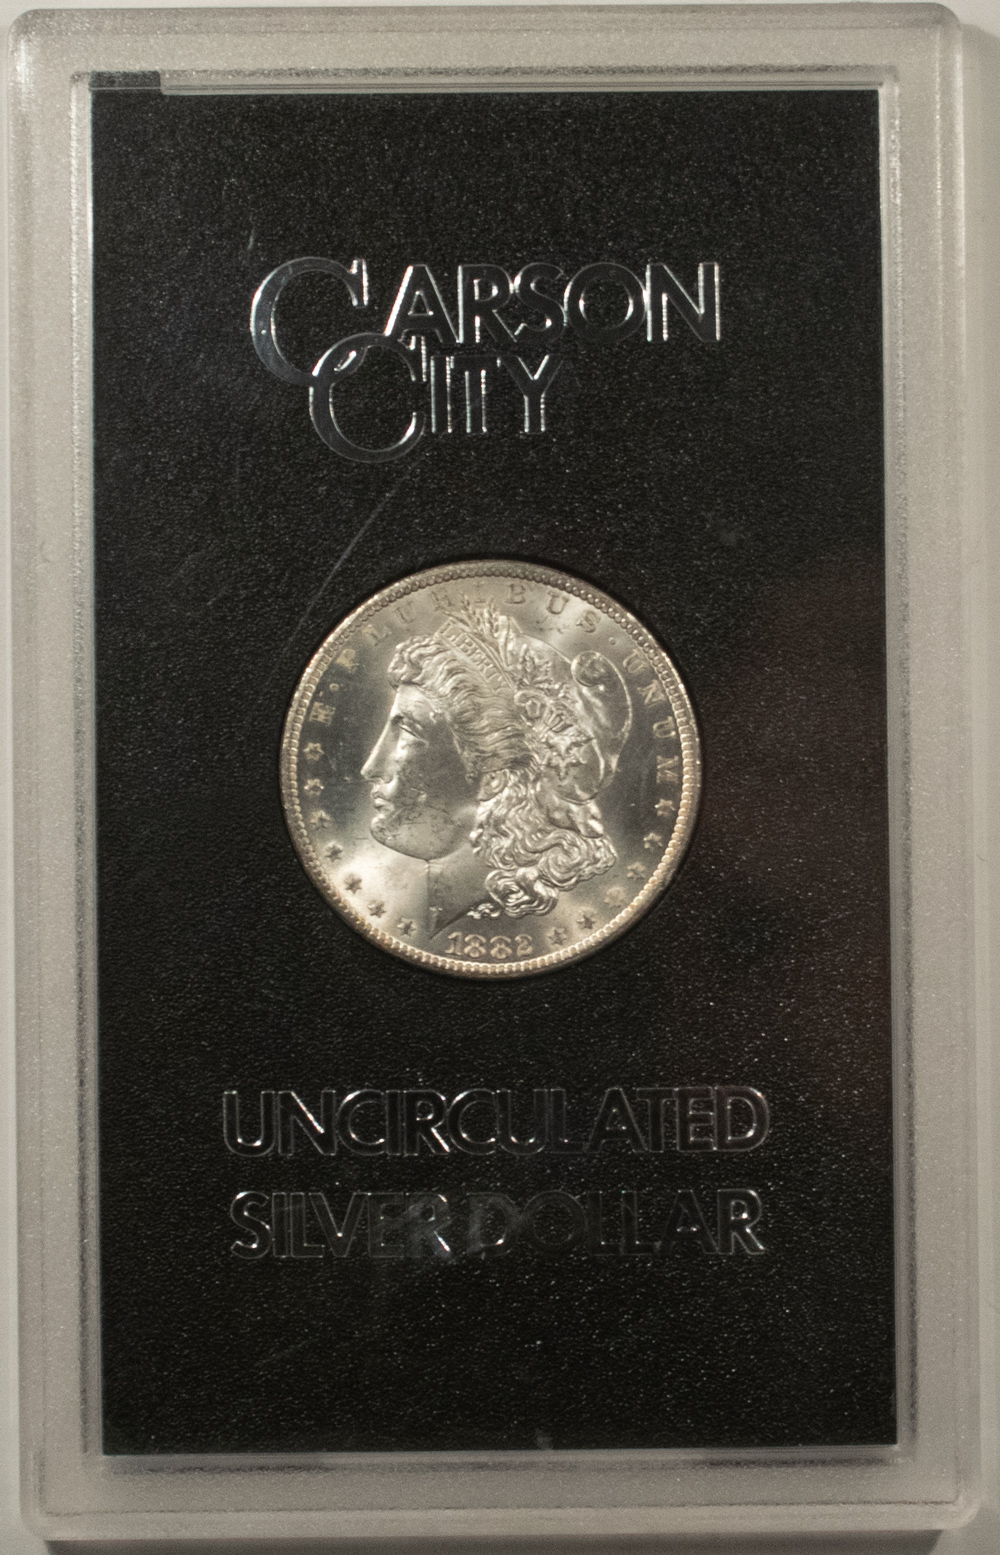 CARSON
CITY
E·PLURIBUS·UNUM
LIBERTY
1882
UNCIRCULATED
SILVER DOLLAR